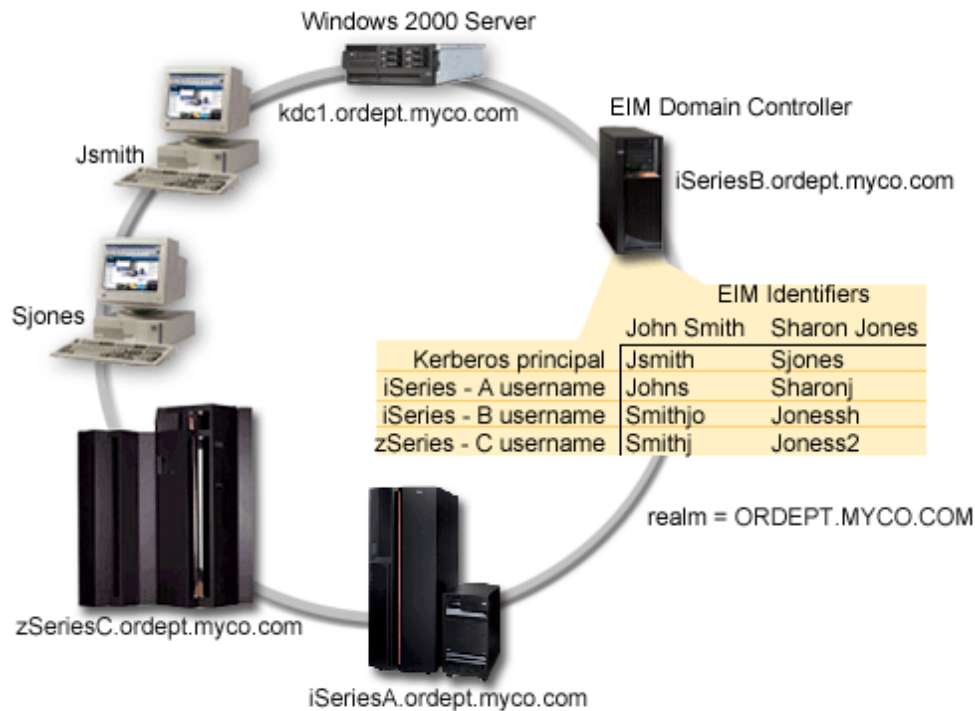 Windows 2000 Server
kdc1.ordept.myco.com
EIM Domain Controller
iSeriesB.ordept.myco.com
Jsmith
Sjones
EIM Identifiers
John Smith Sharon Jones
Kerberos principal Jsmith Sjones
iSeries - A username Johns Sharonj
iSeries - B username Smithjo Jonessh
zSeries - C username Smithj Joness2
realm = ORDEPT.MYCO.COM
zSeriesC.ordept.myco.com
iSeriesA.ordept.myco.com